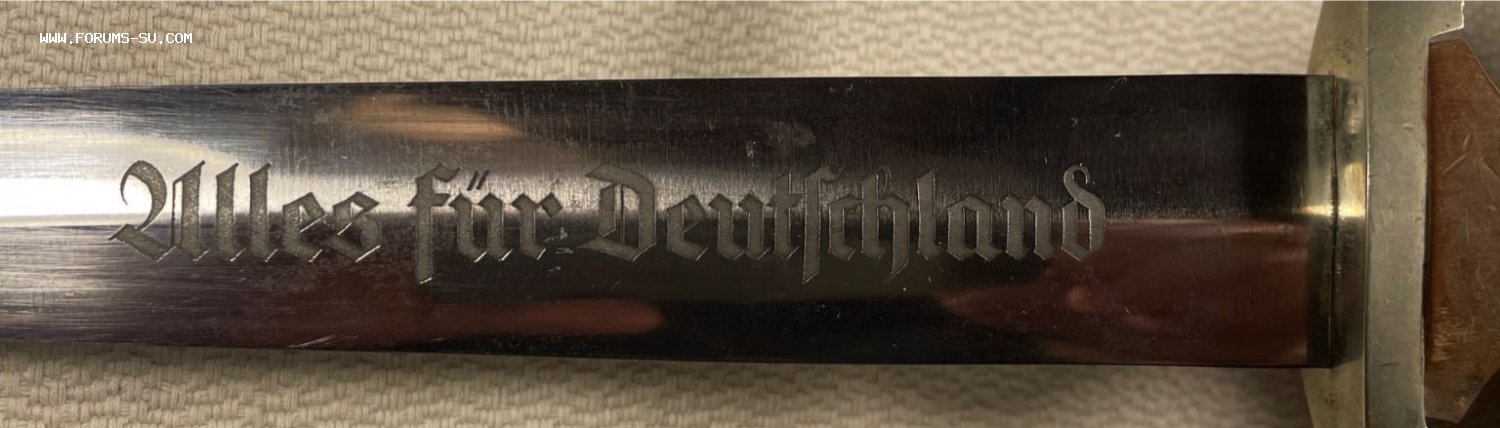 WWW.FORUMS-SU.COM
Alles für Deutschland